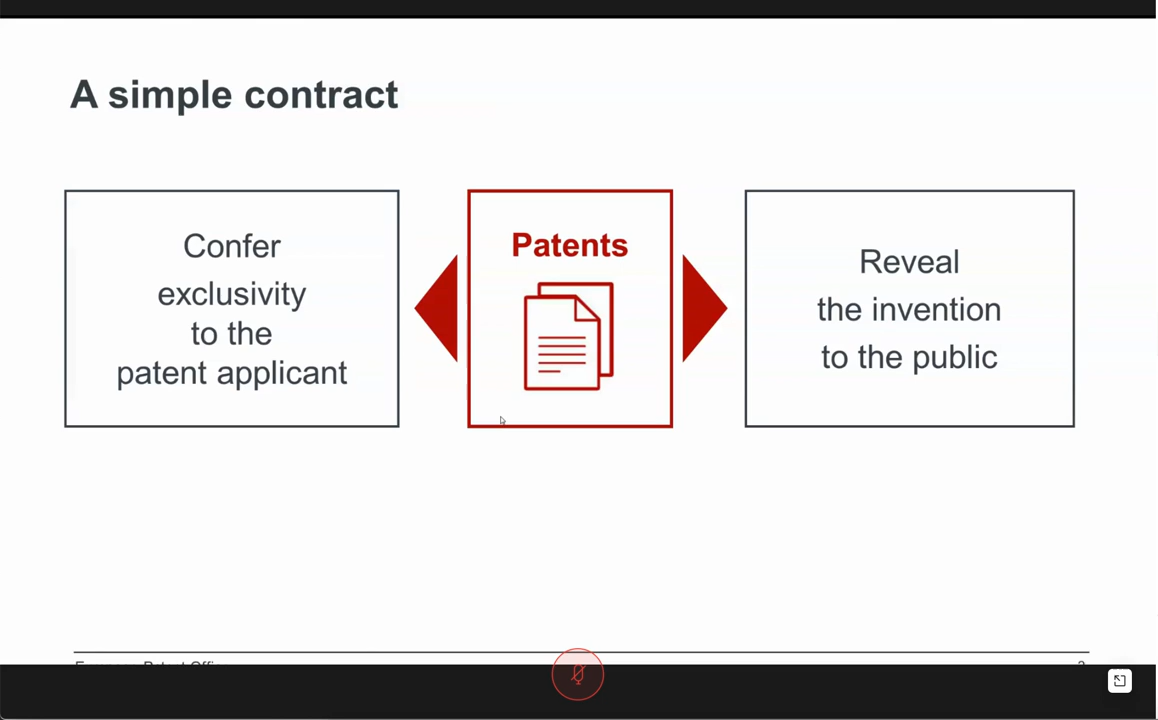 A simple contract
Confer
exclusivity
to the
patent applicant
Patents
Reveal
the invention
to the public